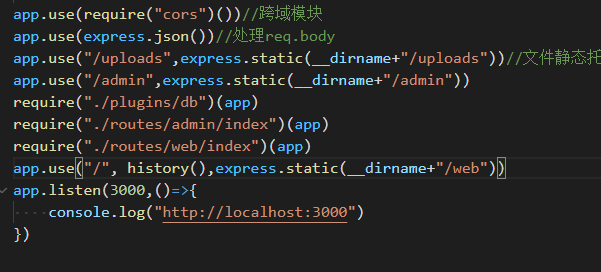 app.use(require("cors")())//跨域模块
app.use(express.json())//处理req.body
app.use("/uploads",express.static(__dirname+"/uploads"))//文件静态托
app.use("/admin",express.static(__dirname+"/admin"))
require("./plugins/db")(app)
require("./routes/admin/index")(app)
require("./routes/web/index")(app)
app.use("/", history(),express.static(__dirname+"/web"))
app.listen(3000,()=>{
    console.log("http://localhost:3000")
})